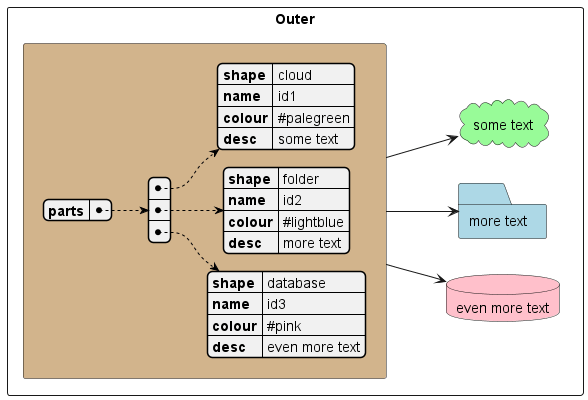 Outer
shape cloud
name id1
colour #palegreen
desc some text
some text
parts
shape folder
name id2
colour #lightblue
desc more text
more text
shape database
name id3
colour #pink
desc even more text
even more text